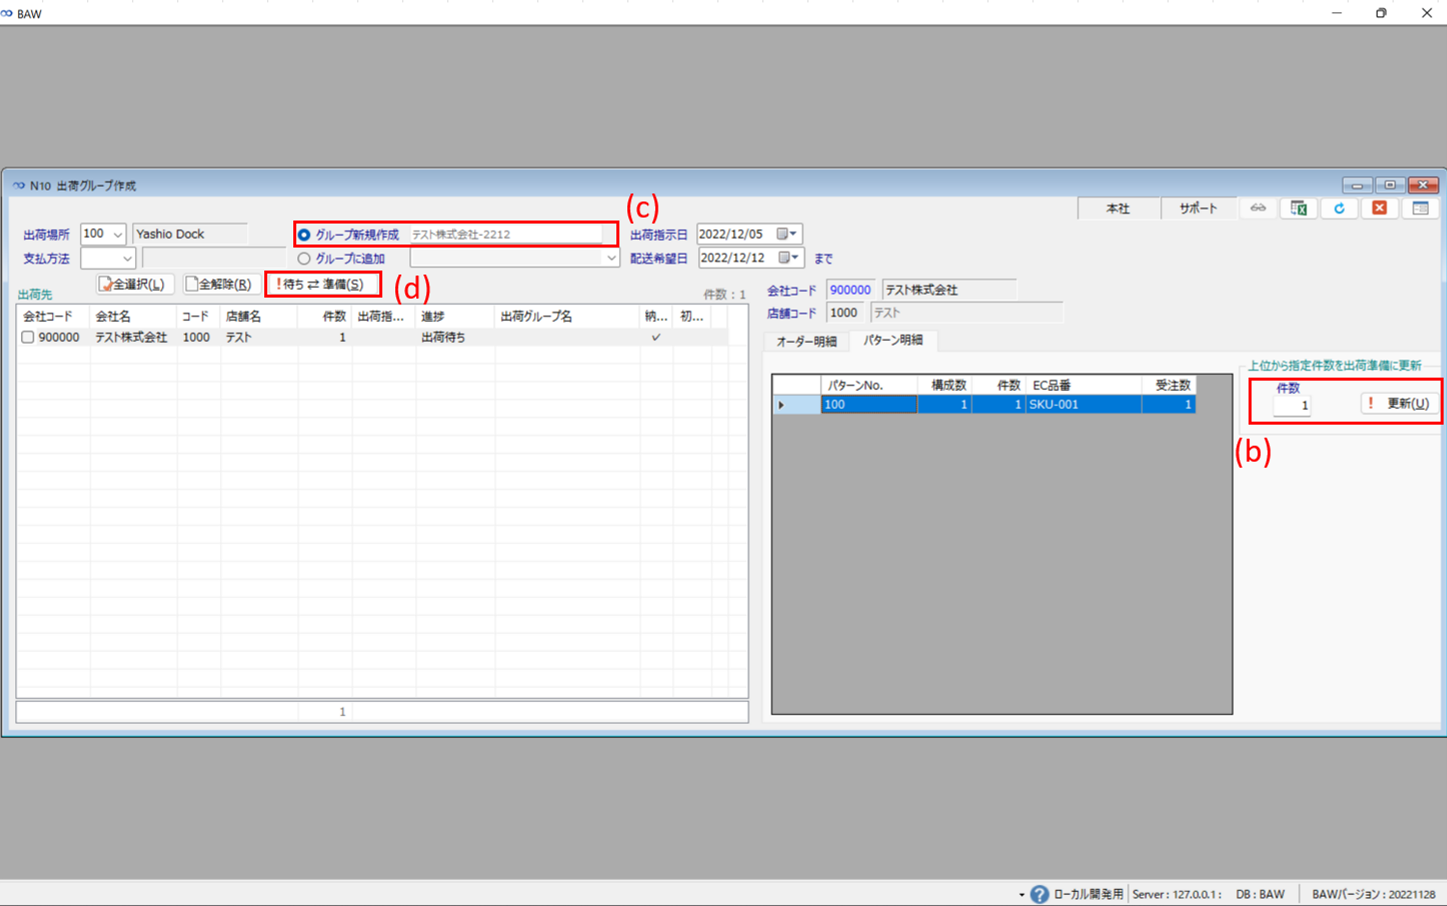 BAW
N10 出荷グループ作成
(c)
本社 サポート
出荷場所 100 Yashio Dock グループ新規作成 テスト株式会社-2212 出荷指示日 2022/12/05
支払方法 グループに追加 配送希望日 2022/12/12 まで
全選択(L) 全解除(R) !待ち ⇄ 準備(S) (d)
出荷先 件数 : 1 会社コード 900000 テスト株式会社
店舗コード 1000 テスト
会社コード 会社名 コード 店舗名 件数 出荷指... 進捗 出荷グループ名 納... 初...
900000 テスト株式会社 1000 テスト 1 出荷待ち ✓
オーダー明細 パターン明細
上位から指定件数を出荷準備に更新
パターンNo. 構成数 件数 EC品番 受注数
100 1 1 SKU-001 1
件数
1 ! 更新(U)
(b)
1
ローカル開発用 Server : 127.0.0.1 : DB : BAW BAWバージョン : 20221128